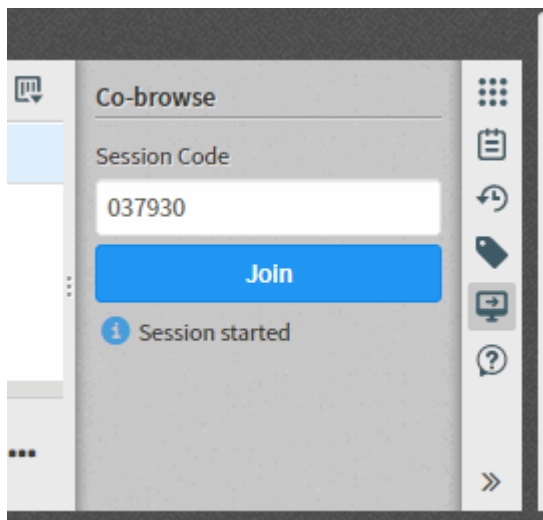 Co-browse
Session Code
037930
Join
Session started